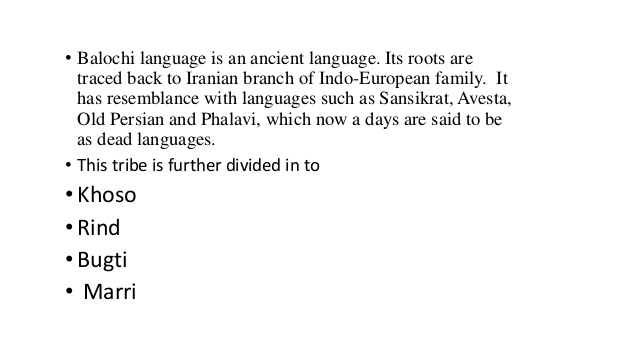 • Balochi language is an ancient language. Its roots are
traced back to Iranian branch of Indo-European family. It
has resemblance with languages such as Sansikrat, Avesta,
Old Persian and Phalavi, which now a days are said to be
as dead languages.
• This tribe is further divided in to
• Khoso
• Rind
• Bugti
• Marri